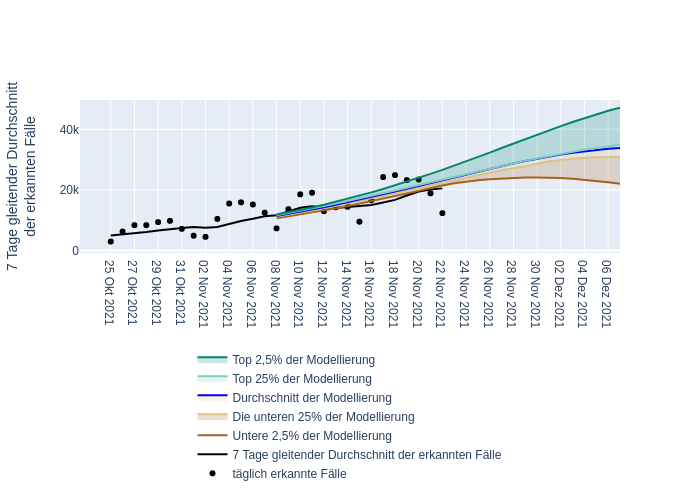 7 Tage gleitender Durchschnitt
der erkannten Fälle
40k
20k
0
25 Okt 2021
27 Okt 2021
29 Okt 2021
31 Okt 2021
02 Nov 2021
04 Nov 2021
06 Nov 2021
08 Nov 2021
10 Nov 2021
12 Nov 2021
14 Nov 2021
16 Nov 2021
18 Nov 2021
20 Nov 2021
22 Nov 2021
24 Nov 2021
26 Nov 2021
28 Nov 2021
30 Nov 2021
02 Dez 2021
04 Dez 2021
06 Dez 2021
Top 2,5% der Modellierung
Top 25% der Modellierung
Durchschnitt der Modellierung
Die unteren 25% der Modellierung
Untere 2,5% der Modellierung
7 Tage gleitender Durchschnitt der erkannten Fälle
täglich erkannte Fälle